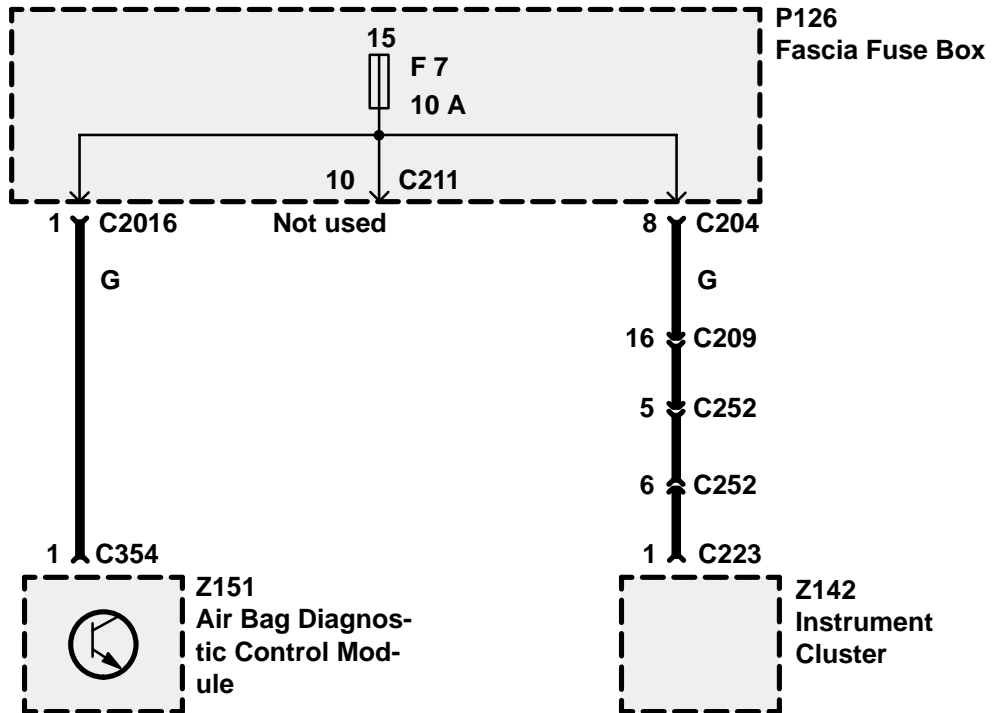 P126
Fascia Fuse Box
15
F 7
10 A
10 C211
1 C2016 Not used 8 C204
G G
16 C209
5 C252
6 C252
1 C354 1 C223
Z151
Air Bag Diagnos-
tic Control Mod-
ule
Z142
Instrument
Cluster